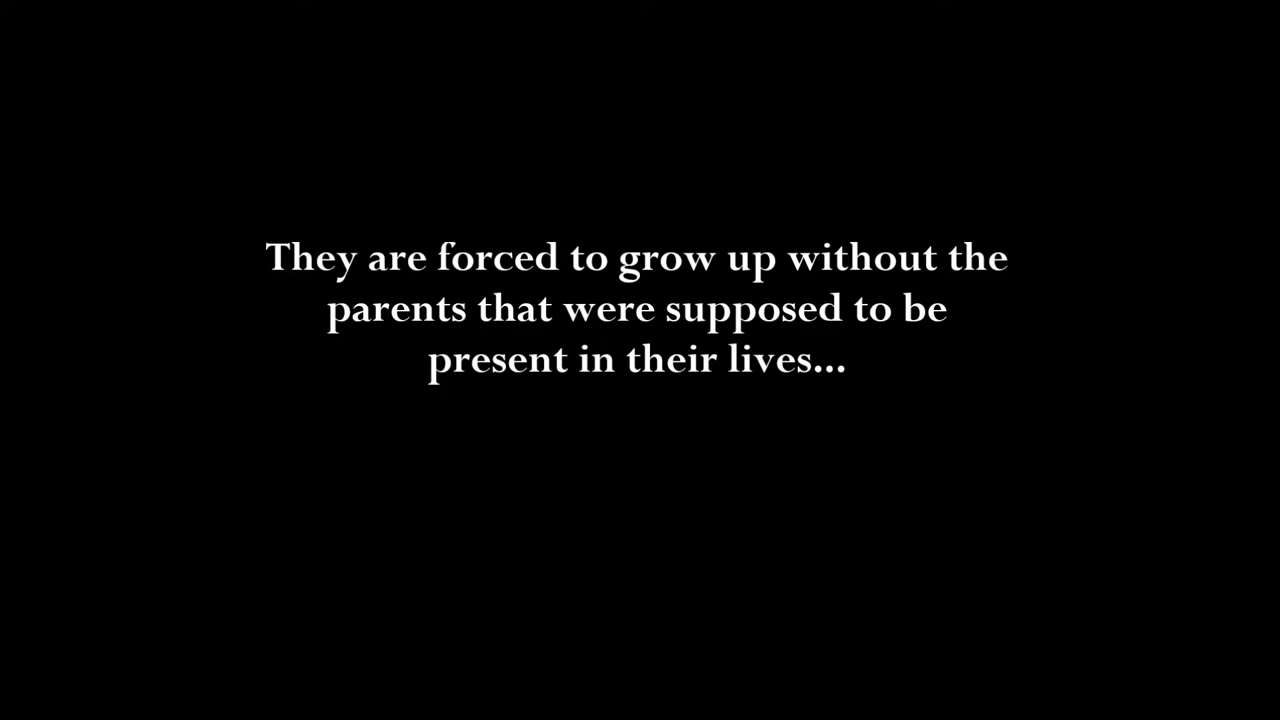 They are forced to grow up without the
parents that were supposed to be
present in their lives...